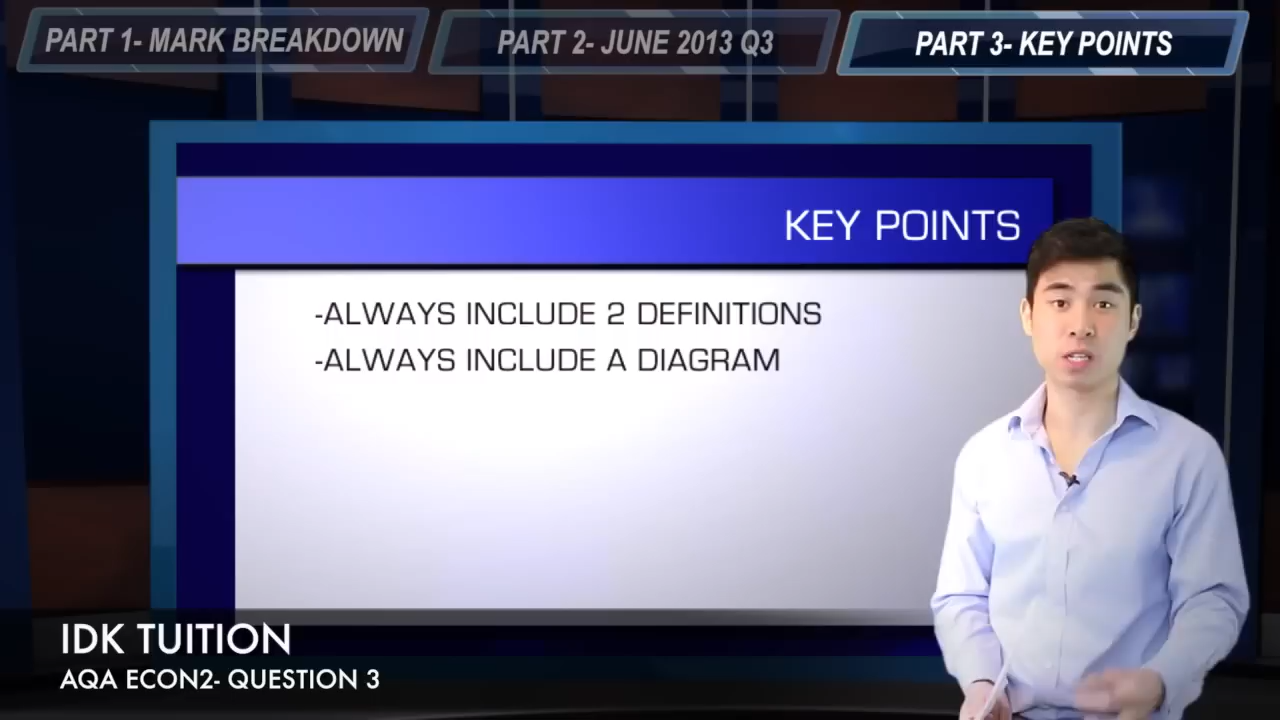 PART 1- MARK BREAKDOWN
PART 2- JUNE 2013 Q3
PART 3- KEY POINTS
KEY POINTS
-ALWAYS INCLUDE 2 DEFINITIONS
-ALWAYS INCLUDE A DIAGRAM
IDK TUITION
AQA ECON2- QUESTION 3